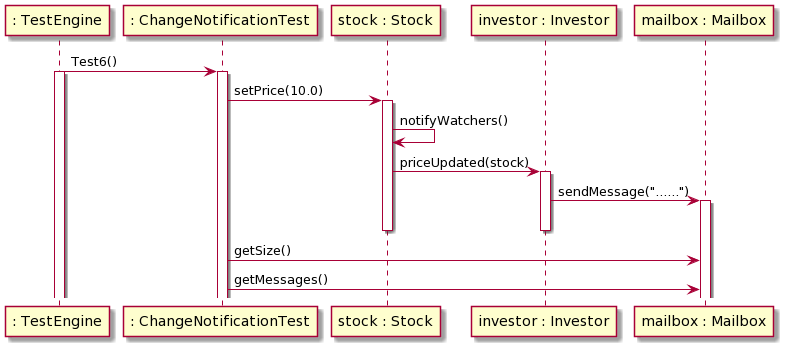 : TestEngine
: ChangeNotificationTest
stock : Stock
investor : Investor
mailbox : Mailbox
Test6()
setPrice(10.0)
notifyWatchers()
priceUpdated(stock)
sendMessage("......")
getSize()
getMessages()
: TestEngine
: ChangeNotificationTest
stock : Stock
investor : Investor
mailbox : Mailbox